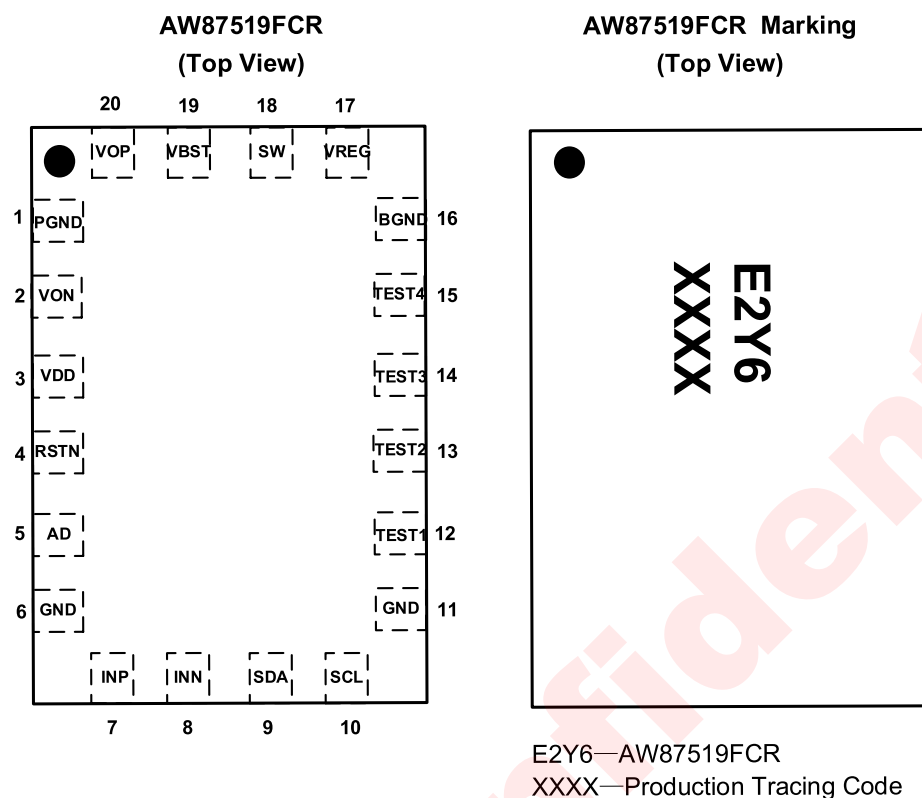 AW87519FCR
(Top View)
20 19 18 17
VOP VBST SW VREG
1 PGND BGND 16
2 VON TEST4 15
3 VDD TEST3 14
4 RSTN TEST2 13
5 AD TEST1 12
6 GND GND 11
INP INN SDA SCL
7 8 9 10
AW87519FCR Marking
(Top View)
E2Y6
XXXX
E2Y6—AW87519FCR
XXXX—Production Tracing Code